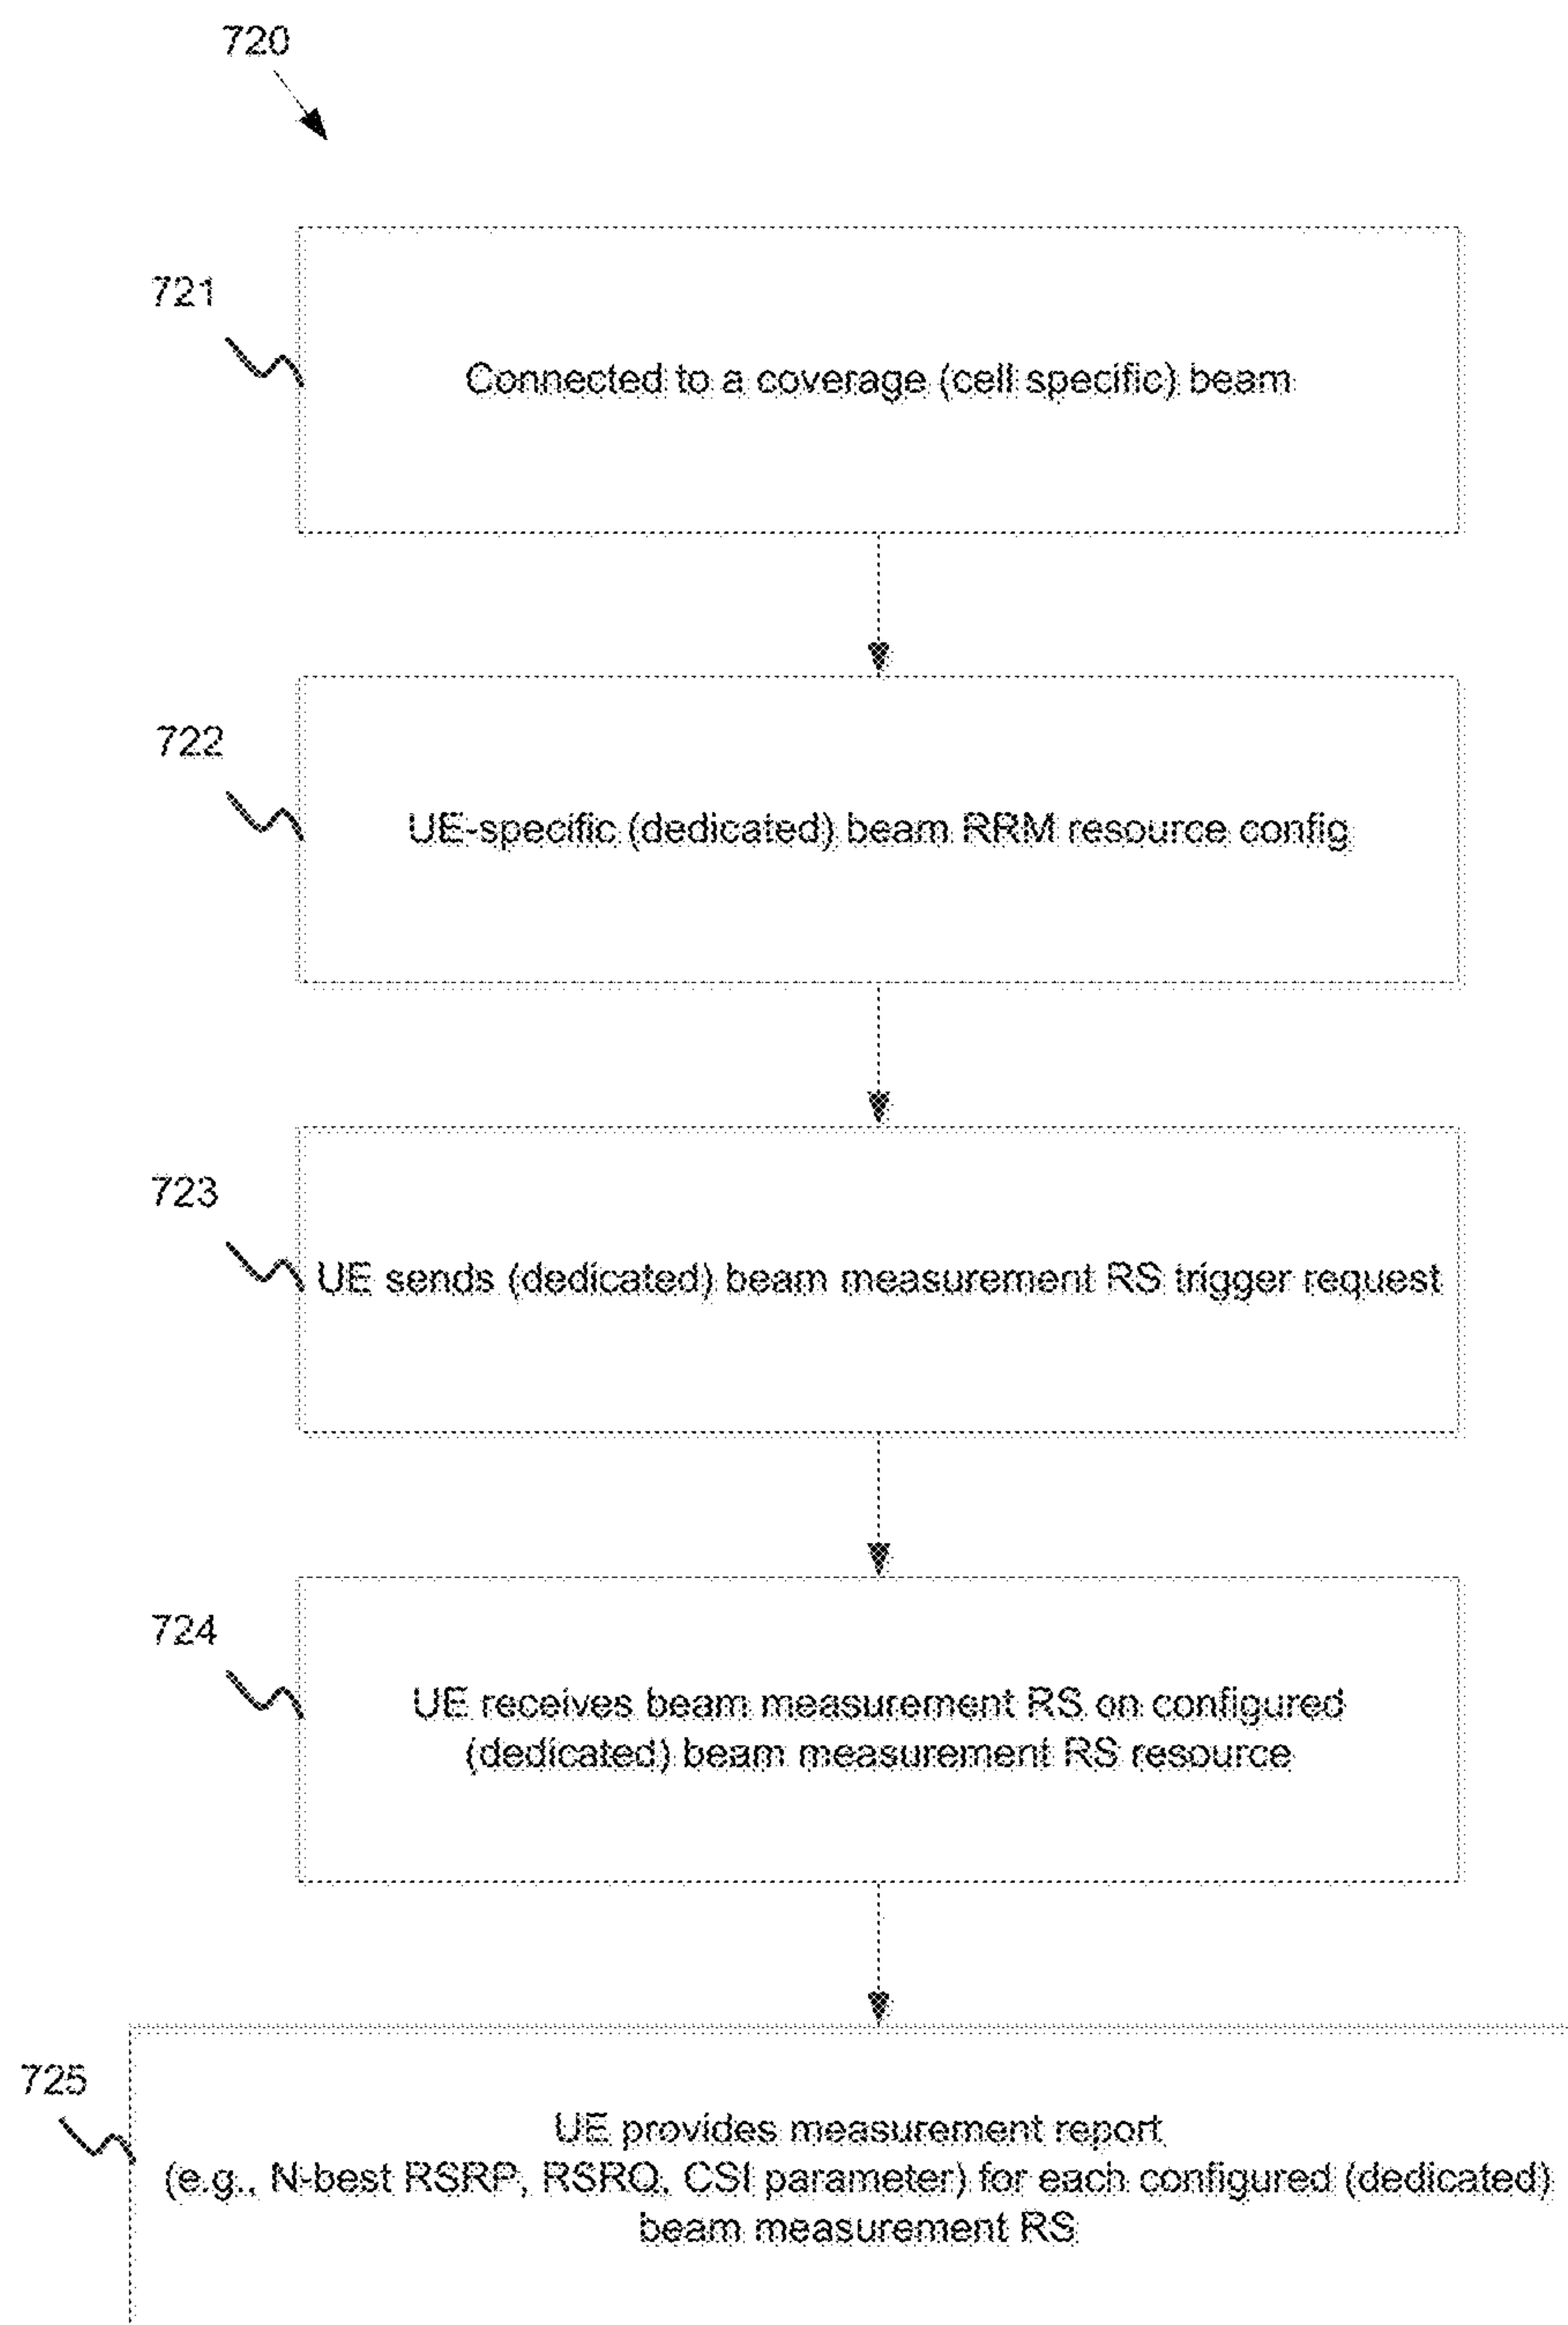 720
721
Connected to a coverage (cell specific) beam
722
UE-specific (dedicated) beam RRM resource config
723
UE sends (dedicated) beam measurement RS trigger request
724
UE receives beam measurement RS on configured
(dedicated) beam measurement RS resource
725
UE provides measurement report
(e.g., N-best RSRP, RSRQ, CSI parameter) for each configured (dedicated)
beam measurement RS